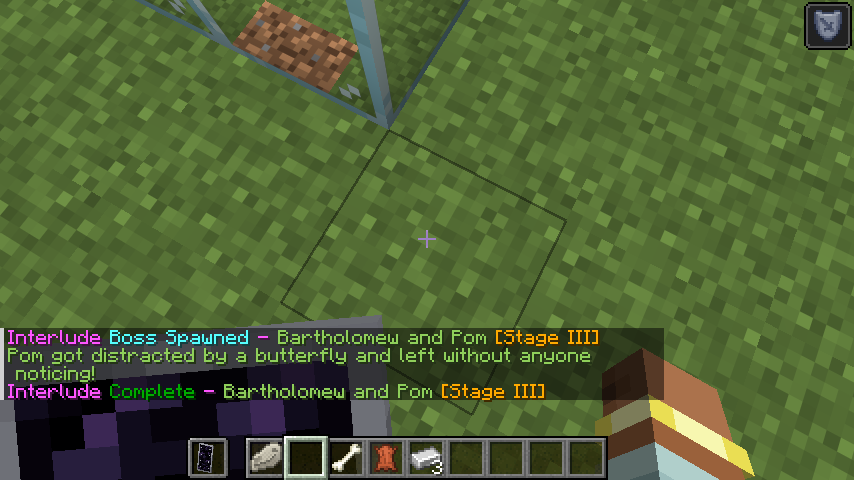 Interlude Boss Spawned - Bartholomew and Pom [Stage III]
Pom got distracted by a butterfly and left without anyone
noticing!
Interlude Complete - Bartholomew and Pom [Stage III]
3